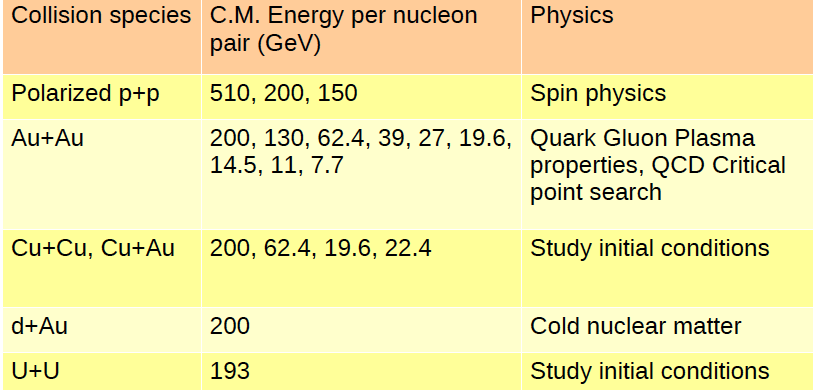 Collision species C.M. Energy per nucleon pair (GeV) Physics
Polarized p+p 510, 200, 150 Spin physics
Au+Au 200, 130, 62.4, 39, 27, 19.6, 14.5, 11, 7.7 Quark Gluon Plasma properties, QCD Critical point search
Cu+Cu, Cu+Au 200, 62.4, 19.6, 22.4 Study initial conditions
d+Au 200 Cold nuclear matter
U+U 193 Study initial conditions